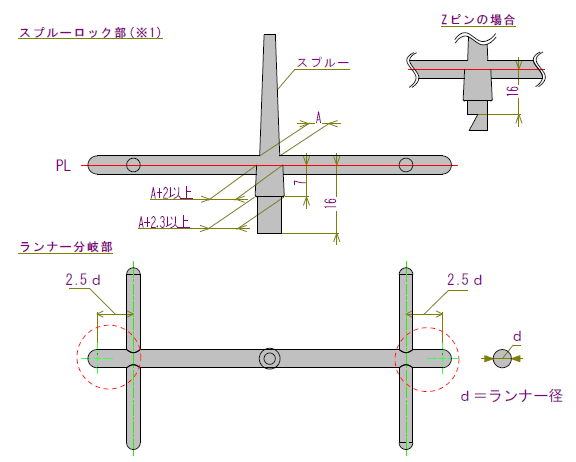 スプルーロック部(※1)
Zピンの場合
スプルー
16
A
PL
7
A+2以上
16
A+2.3以上
ランナー分岐部
2.5d
2.5d
d
d=ランナー径